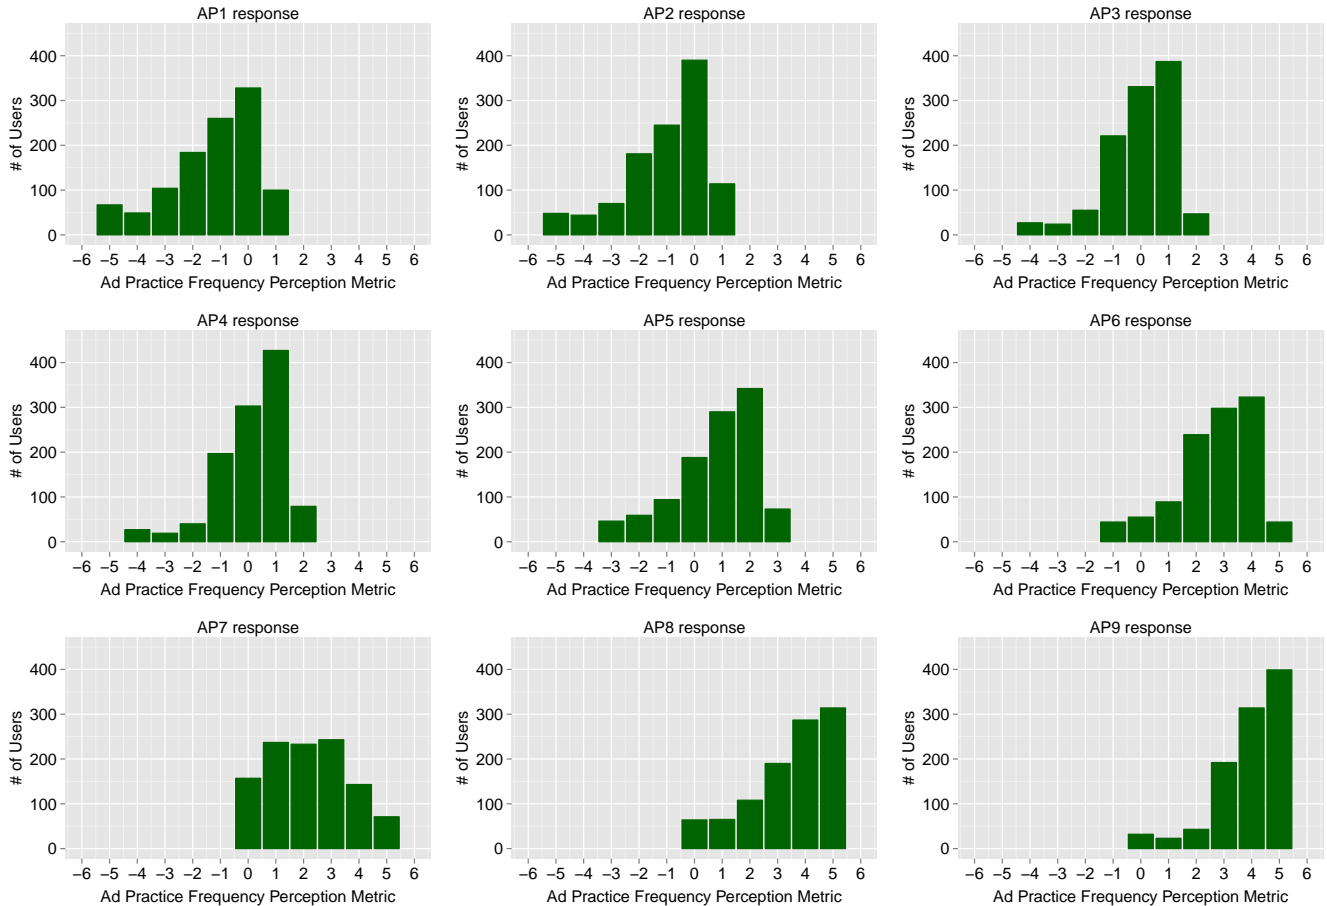 AP1 response
AP2 response
AP3 response
400
300
200
100
0
# of Users
−6 −5 −4 −3 −2 −1 0 1 2 3 4 5 6
Ad Practice Frequency Perception Metric
400
300
200
100
0
# of Users
−6 −5 −4 −3 −2 −1 0 1 2 3 4 5 6
Ad Practice Frequency Perception Metric
400
300
200
100
0
# of Users
−6 −5 −4 −3 −2 −1 0 1 2 3 4 5 6
Ad Practice Frequency Perception Metric
AP4 response
AP5 response
AP6 response
400
300
200
100
0
# of Users
−6 −5 −4 −3 −2 −1 0 1 2 3 4 5 6
Ad Practice Frequency Perception Metric
400
300
200
100
0
# of Users
−6 −5 −4 −3 −2 −1 0 1 2 3 4 5 6
Ad Practice Frequency Perception Metric
400
300
200
100
0
# of Users
−6 −5 −4 −3 −2 −1 0 1 2 3 4 5 6
Ad Practice Frequency Perception Metric
AP7 response
AP8 response
AP9 response
400
300
200
100
0
# of Users
−6 −5 −4 −3 −2 −1 0 1 2 3 4 5 6
Ad Practice Frequency Perception Metric
400
300
200
100
0
# of Users
−6 −5 −4 −3 −2 −1 0 1 2 3 4 5 6
Ad Practice Frequency Perception Metric
400
300
200
100
0
# of Users
−6 −5 −4 −3 −2 −1 0 1 2 3 4 5 6
Ad Practice Frequency Perception Metric